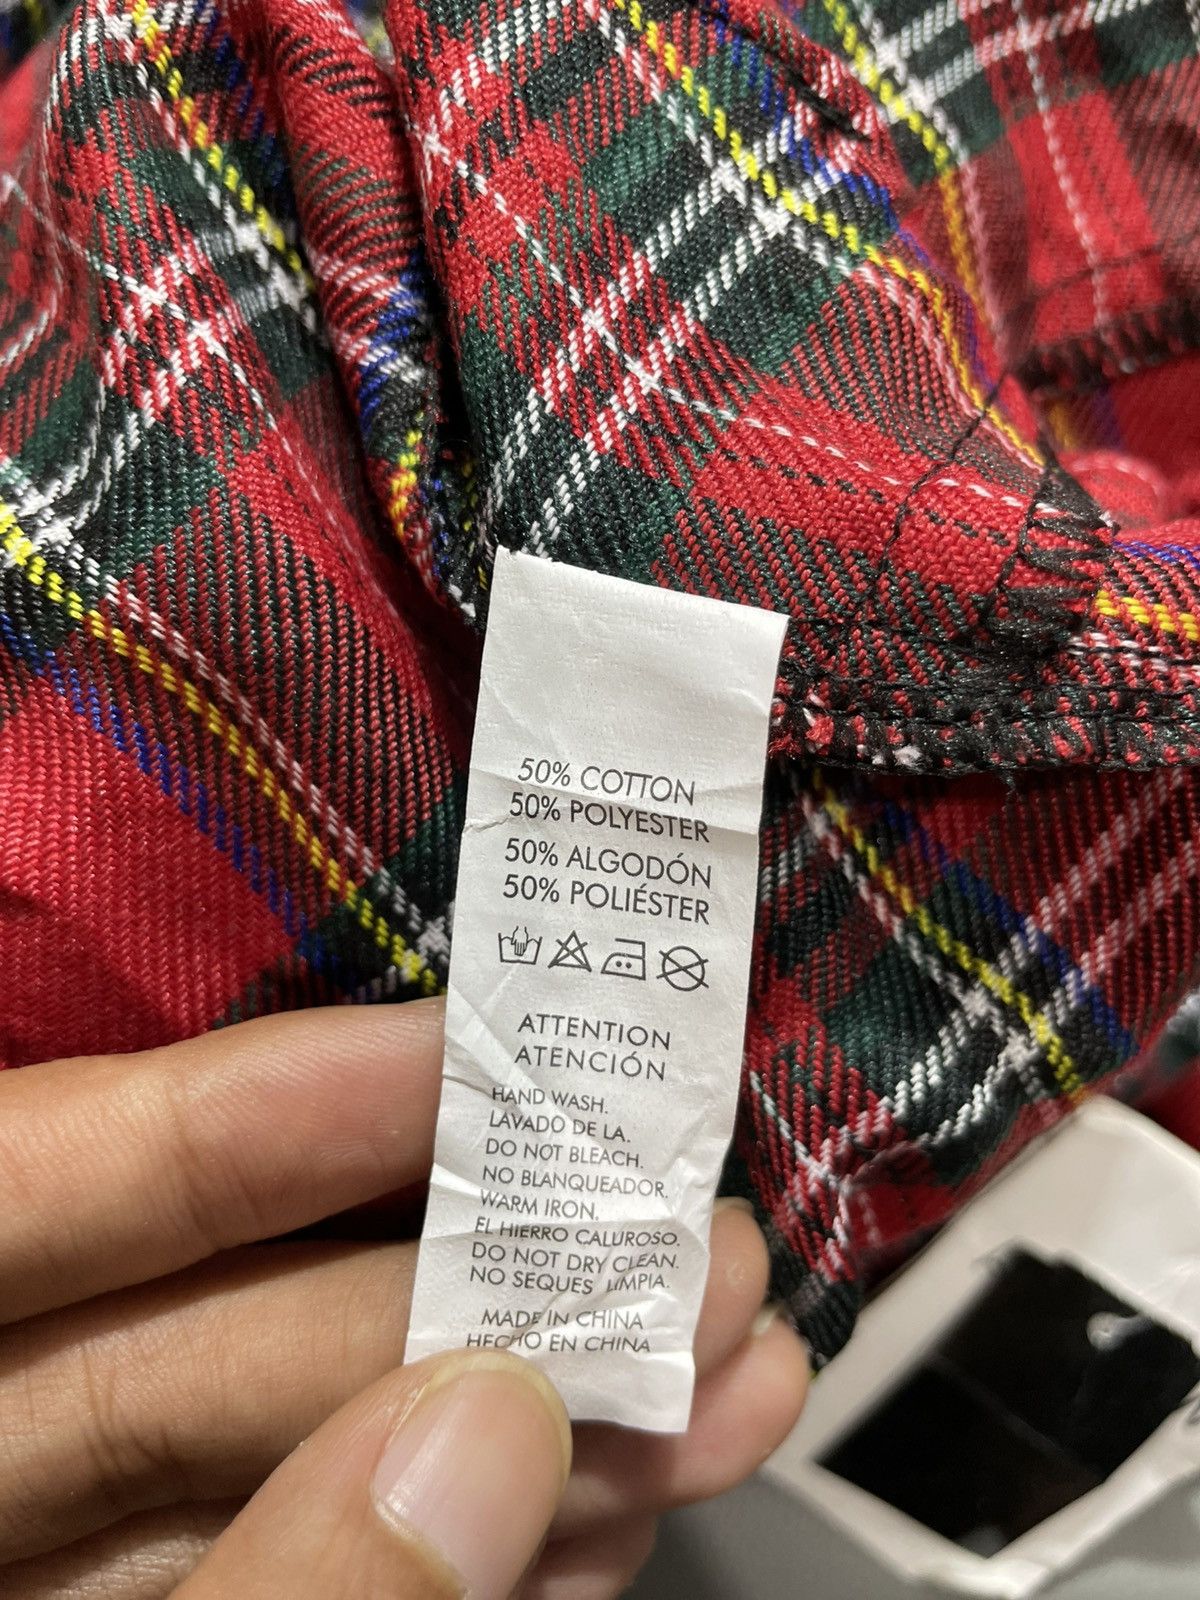 50% COTTON
50% POLYESTER
50% ALGODÓN
50% POLIÉSTER
ATTENTION
ATENCIÓN
HAND WASH.
LAVADO DE LA.
DO NOT BLEACH.
NO BLANQUEADOR.
WARM IRON.
EL HIERRO CALUROSO.
DO NOT DRY CLEAN.
NO SEQUES LIMPIA.
MADE IN CHINA
HECHO EN CHINA